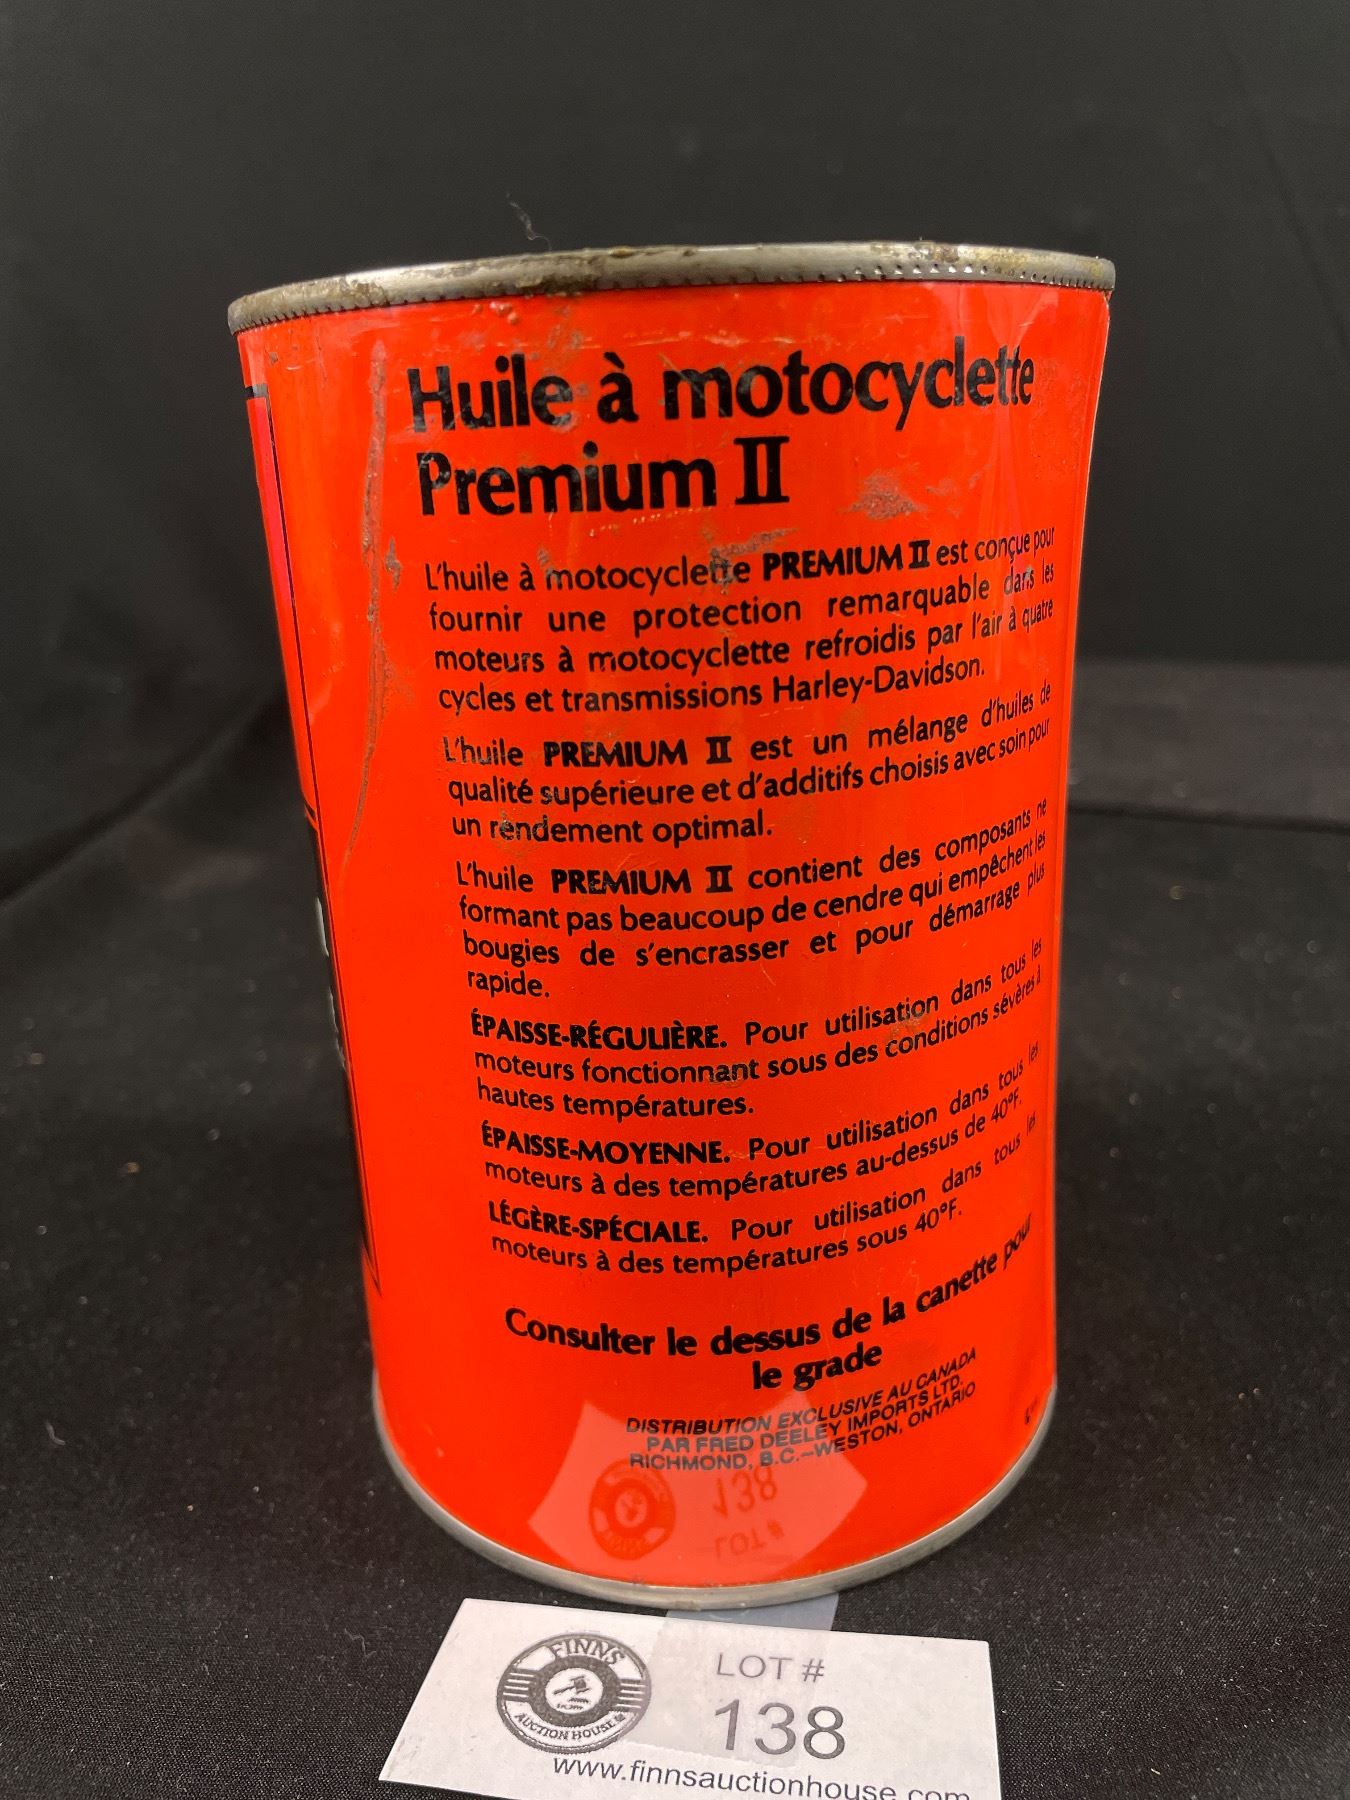 Huile à motocyclette
Premium II
L'huile à motocyclette PREMIUM II est conçue pour
fournir une protection remarquable dans les
moteurs à motocyclette refroidis par l'air à quatre
cycles et transmissions Harley-Davidson.
L'huile PREMIUM II est un mélange d'huiles de
qualité supérieure et d'additifs choisis avec soin pour
un rendement optimal.
L'huile PREMIUM II contient des composants ne
formant pas beaucoup de cendre qui empêchent les
bougies de s'encrasser et pour démarrage plus
rapide.
ÉPAISSE-RÉGULIÈRE. Pour utilisation dans tous les
moteurs fonctionnant sous des conditions sévères à
hautes températures.
ÉPAISSE-MOYENNE. Pour utilisation dans tous les
moteurs à des températures au-dessus de 40°F.
LÉGÈRE-SPÉCIALE. Pour utilisation dans tous les
moteurs à des températures sous 40°F.
Consulter le dessus de la canette pour
le grade
DISTRIBUTION EXCLUSIVE AU CANADA
PAR FRED DEELEY IMPORTS LTD.
RICHMOND, B.C.-WESTON, ONTARIO
FINNS
AUCTION HOUSE
LOT #
138
www.finnsauctionhouse.com